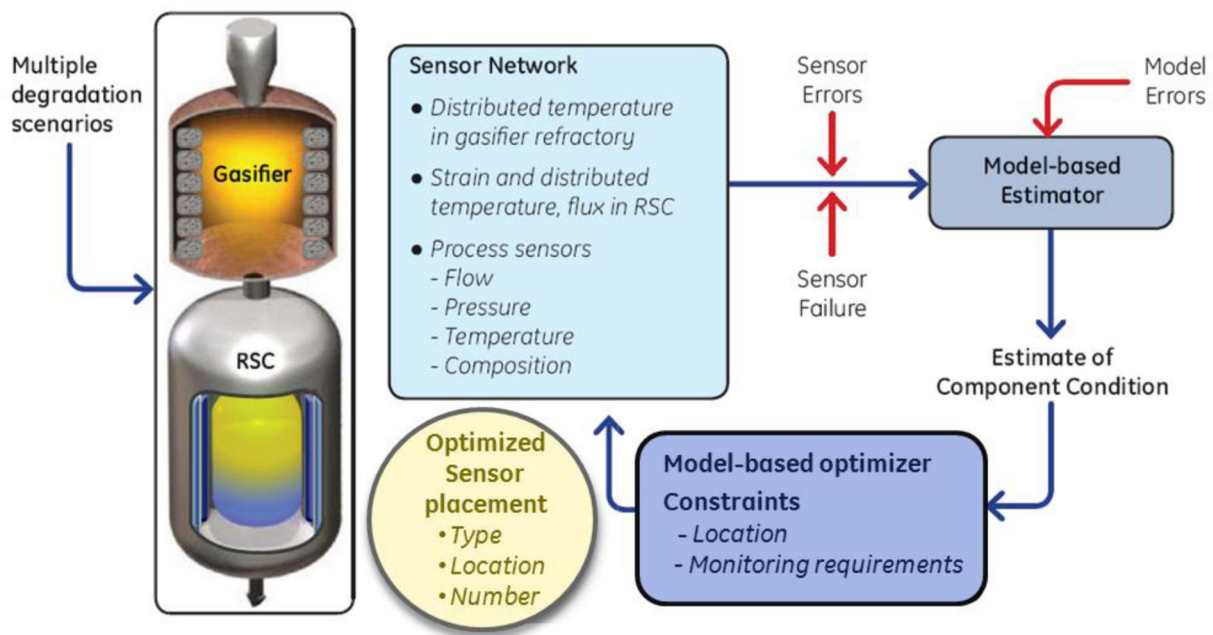 Multiple
degradation
scenarios
Gasifier
RSC
Sensor Network
● Distributed temperature
in gasifier refractory
● Strain and distributed
temperature, flux in RSC
● Process sensors
- Flow
- Pressure
- Temperature
- Composition
Sensor
Errors
Sensor
Failure
Model
Errors
Model-based
Estimator
Estimate of
Component Condition
Model-based optimizer
Constraints
- Location
- Monitoring requirements
Optimized
Sensor
placement
• Type
• Location
• Number